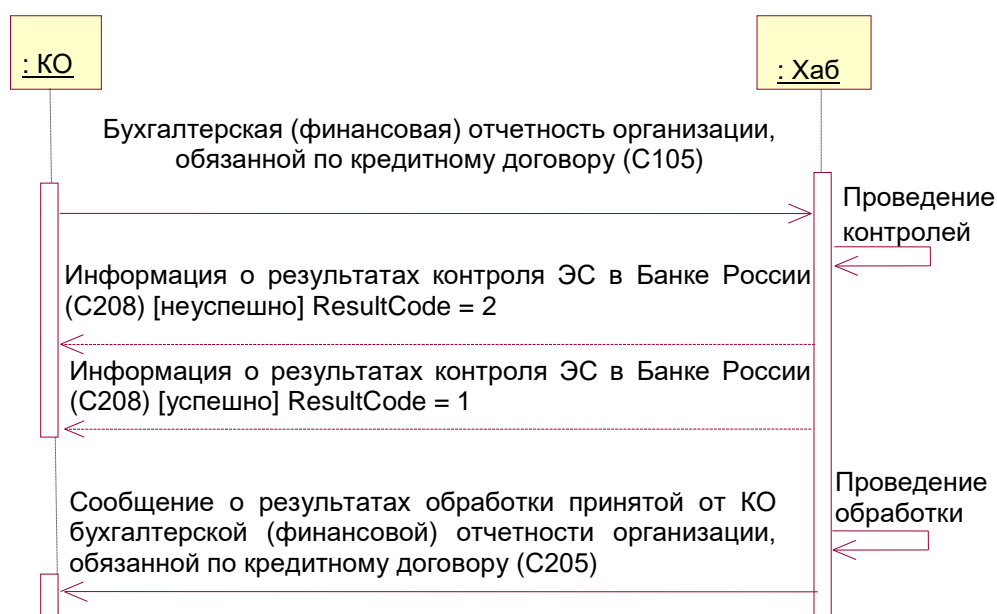 : КО
: Хаб
Бухгалтерская (финансовая) отчетность организации,
обязанной по кредитному договору (С105)
Проведение
контролей
Информация о результатах контроля ЭС в Банке России
(С208) [неуспешно] ResultCode = 2
Информация о результатах контроля ЭС в Банке России
(С208) [успешно] ResultCode = 1
Проведение
обработки
Сообщение о результатах обработки принятой от КО
бухгалтерской (финансовой) отчетности организации,
обязанной по кредитному договору (С205)